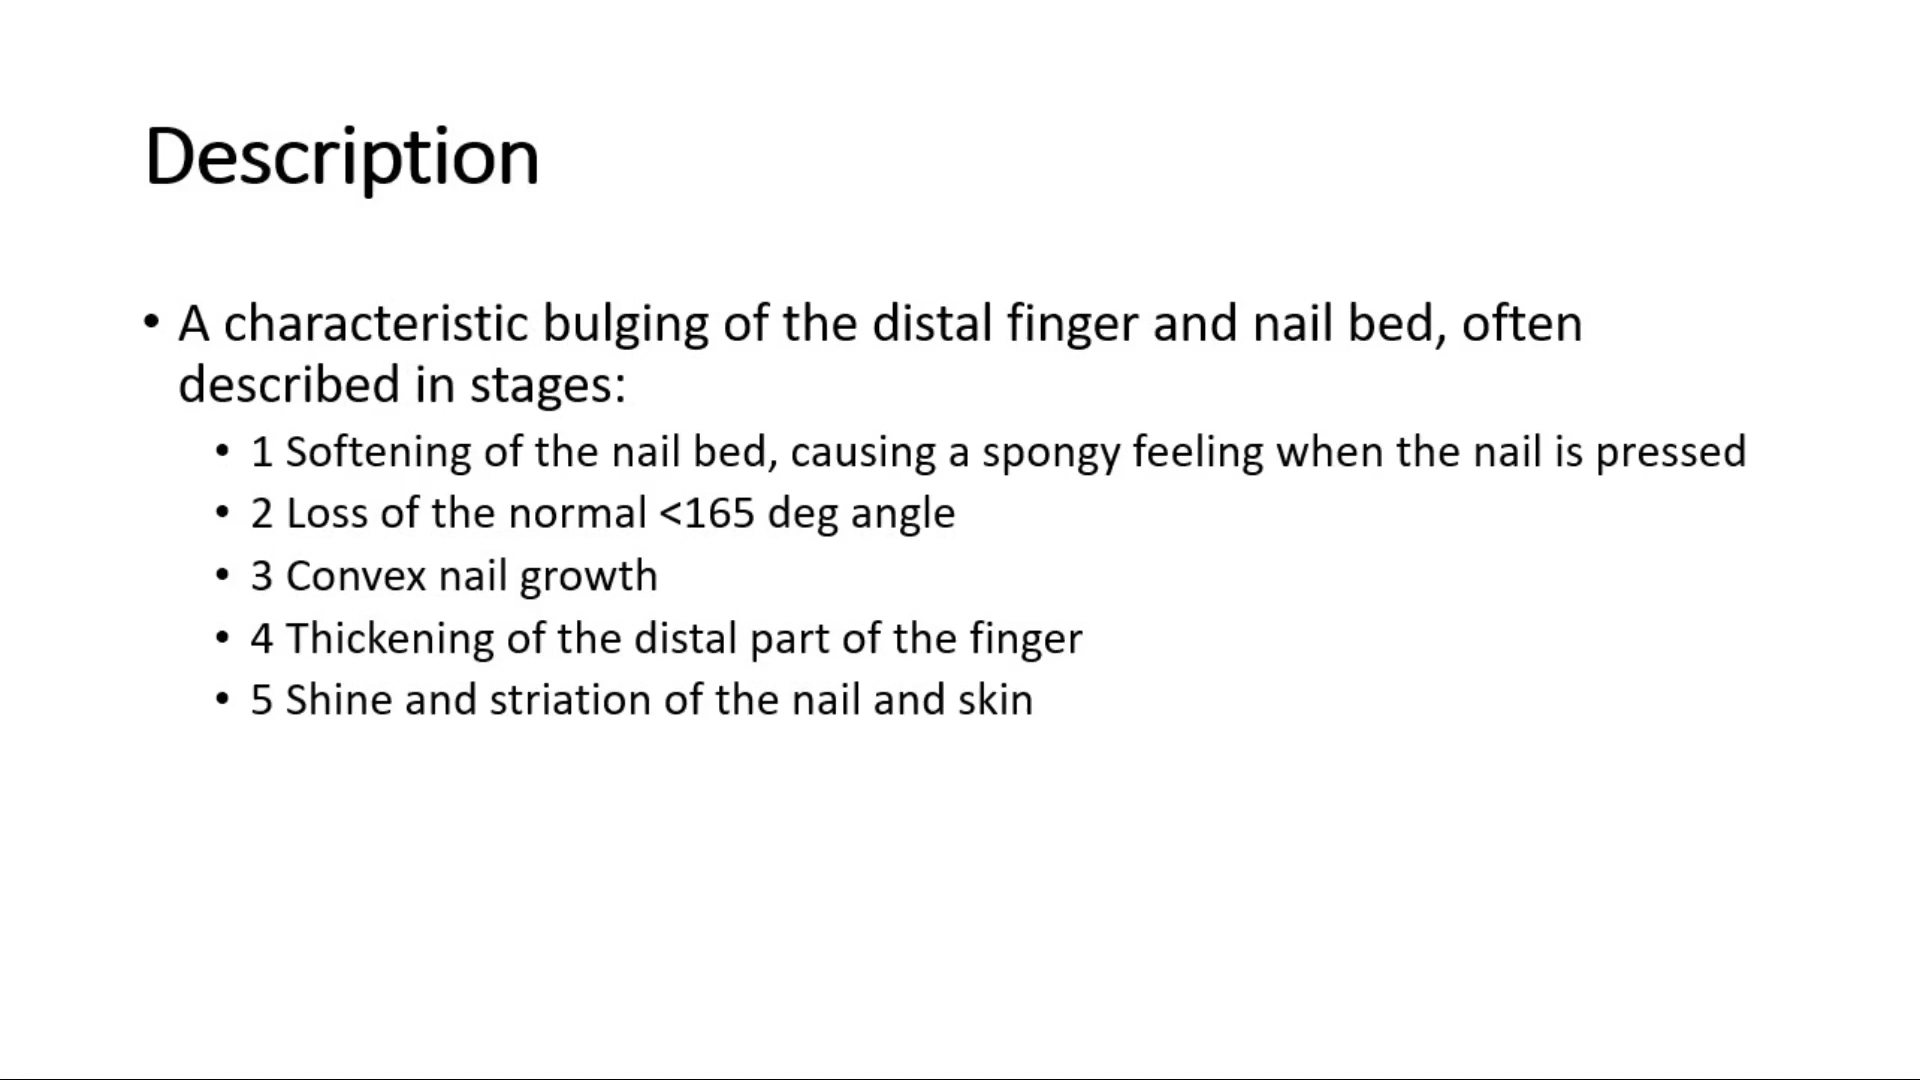 Description
• A characteristic bulging of the distal finger and nail bed, often
described in stages:
• 1 Softening of the nail bed, causing a spongy feeling when the nail is pressed
• 2 Loss of the normal <165 deg angle
• 3 Convex nail growth
• 4 Thickening of the distal part of the finger
• 5 Shine and striation of the nail and skin